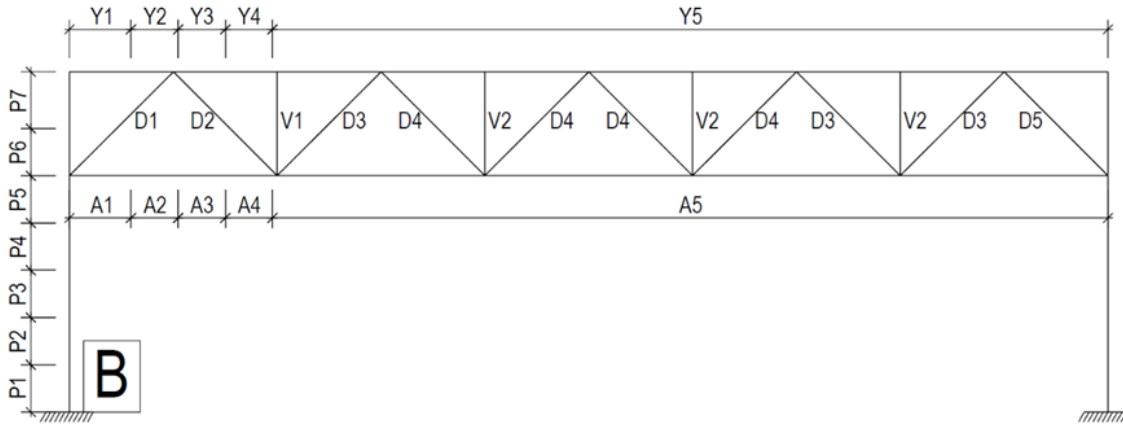 Y1 Y2 Y3 Y4 Y5
P7
D1 D2 V1 D3 D4 V2 D4 D4 V2 D4 D3 V2 D3 D5
P6
P5
A1 A2 A3 A4 A5
P4
P3
P2
B
P1